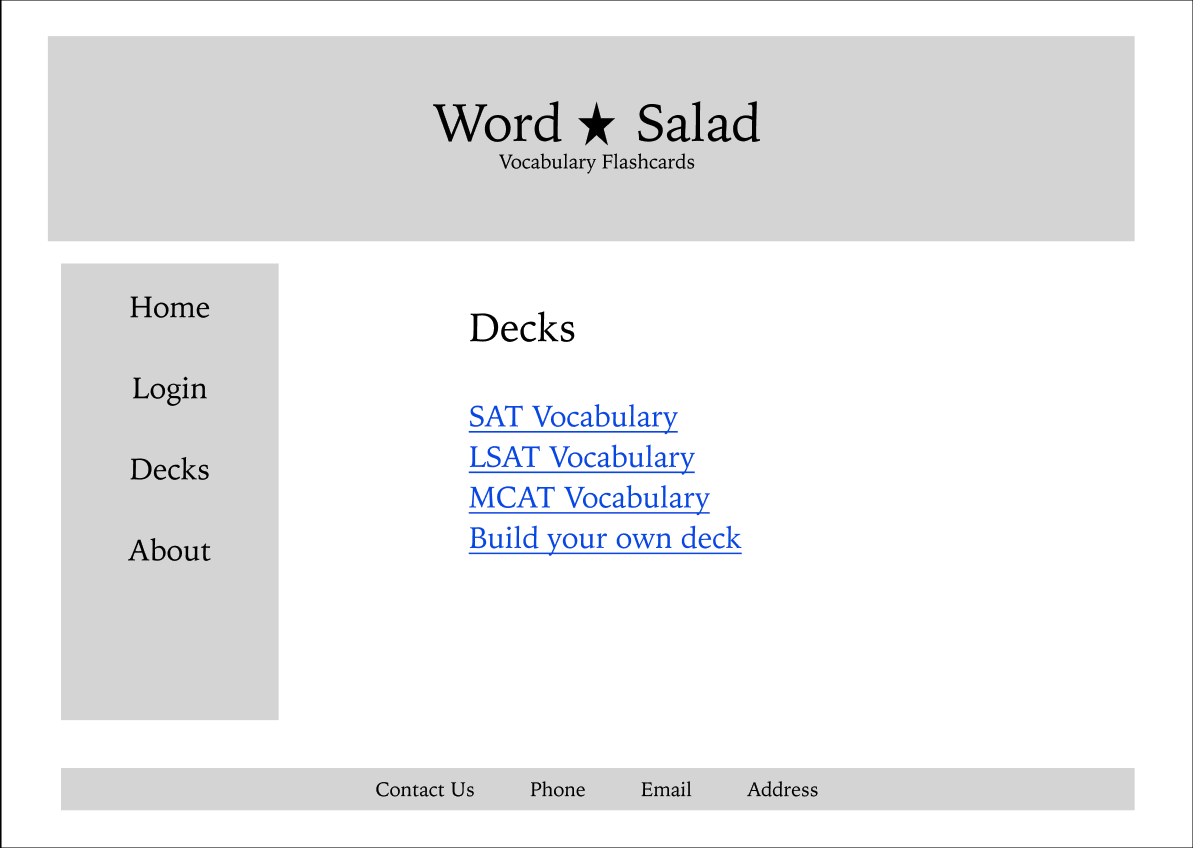 Word ★ Salad
Vocabulary Flashcards
Home
Login
Decks
About
Decks
SAT Vocabulary
LSAT Vocabulary
MCAT Vocabulary
Build your own deck
Contact Us Phone Email Address